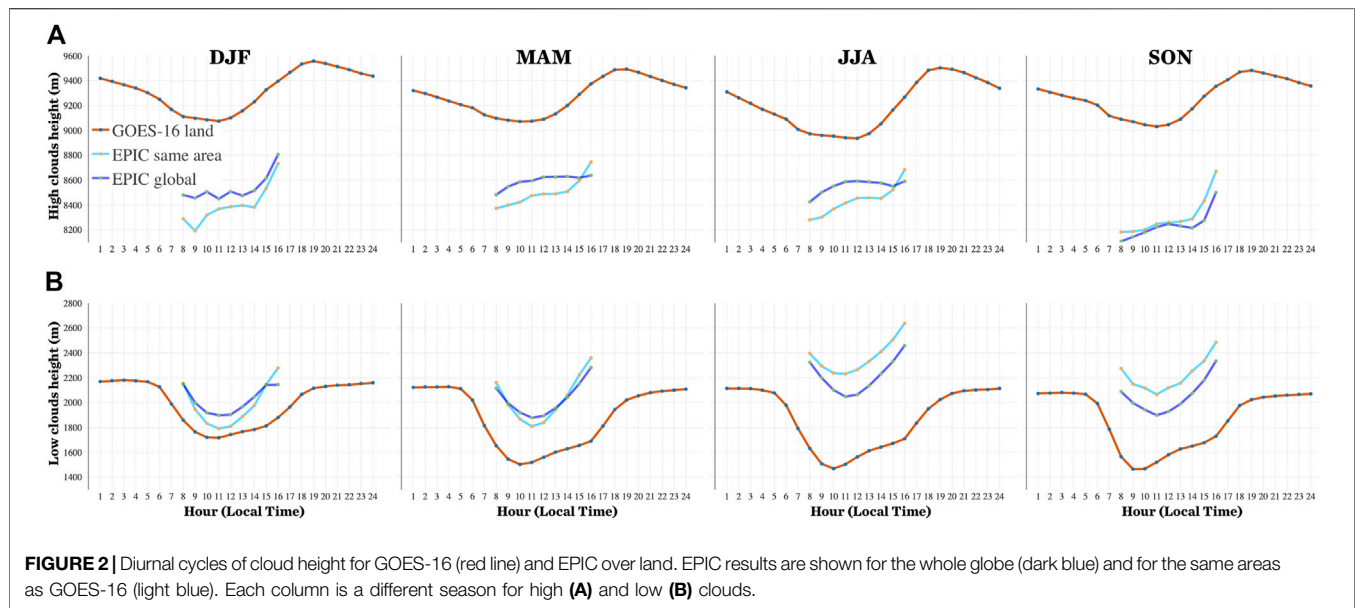 A
DJF MAM JJA SON
High clouds height (m)
9600
9400
9200
9000
8800
8600
8400
8200
GOES-16 land
EPIC same area
EPIC global
1 2 3 4 5 6 7 8 9 10 11 12 13 14 15 16 17 18 19 20 21 22 23 24
1 2 3 4 5 6 7 8 9 10 11 12 13 14 15 16 17 18 19 20 21 22 23 24
1 2 3 4 5 6 7 8 9 10 11 12 13 14 15 16 17 18 19 20 21 22 23 24
1 2 3 4 5 6 7 8 9 10 11 12 13 14 15 16 17 18 19 20 21 22 23 24
B
Low clouds height (m)
2800
2600
2400
2200
2000
1800
1600
1400
1 2 3 4 5 6 7 8 9 10 11 12 13 14 15 16 17 18 19 20 21 22 23 24
1 2 3 4 5 6 7 8 9 10 11 12 13 14 15 16 17 18 19 20 21 22 23 24
1 2 3 4 5 6 7 8 9 10 11 12 13 14 15 16 17 18 19 20 21 22 23 24
1 2 3 4 5 6 7 8 9 10 11 12 13 14 15 16 17 18 19 20 21 22 23 24
Hour (Local Time) Hour (Local Time) Hour (Local Time) Hour (Local Time)
FIGURE 2 | Diurnal cycles of cloud height for GOES-16 (red line) and EPIC over land. EPIC results are shown for the whole globe (dark blue) and for the same areas
as GOES-16 (light blue). Each column is a different season for high (A) and low (B) clouds.